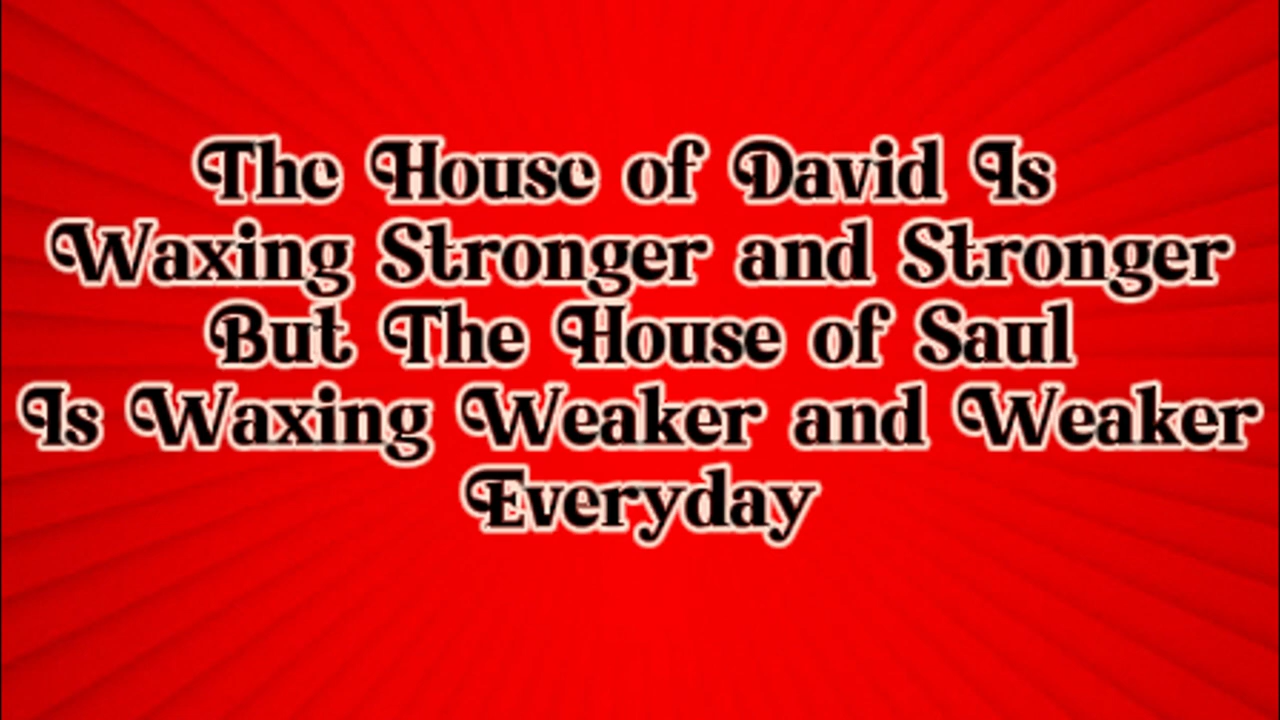 The House of David Is
Waxing Stronger and Stronger
But The House of Saul
Is Waxing Weaker and Weaker
Everyday